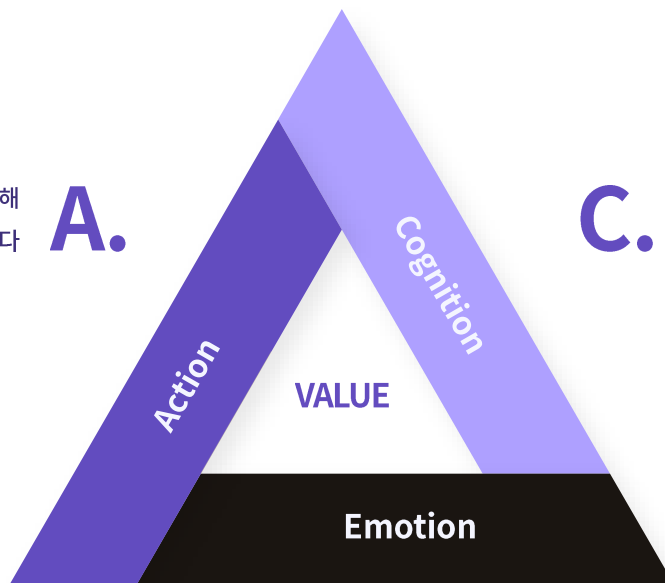 해
다
A.
C.
Cognition
Action
VALUE
Emotion